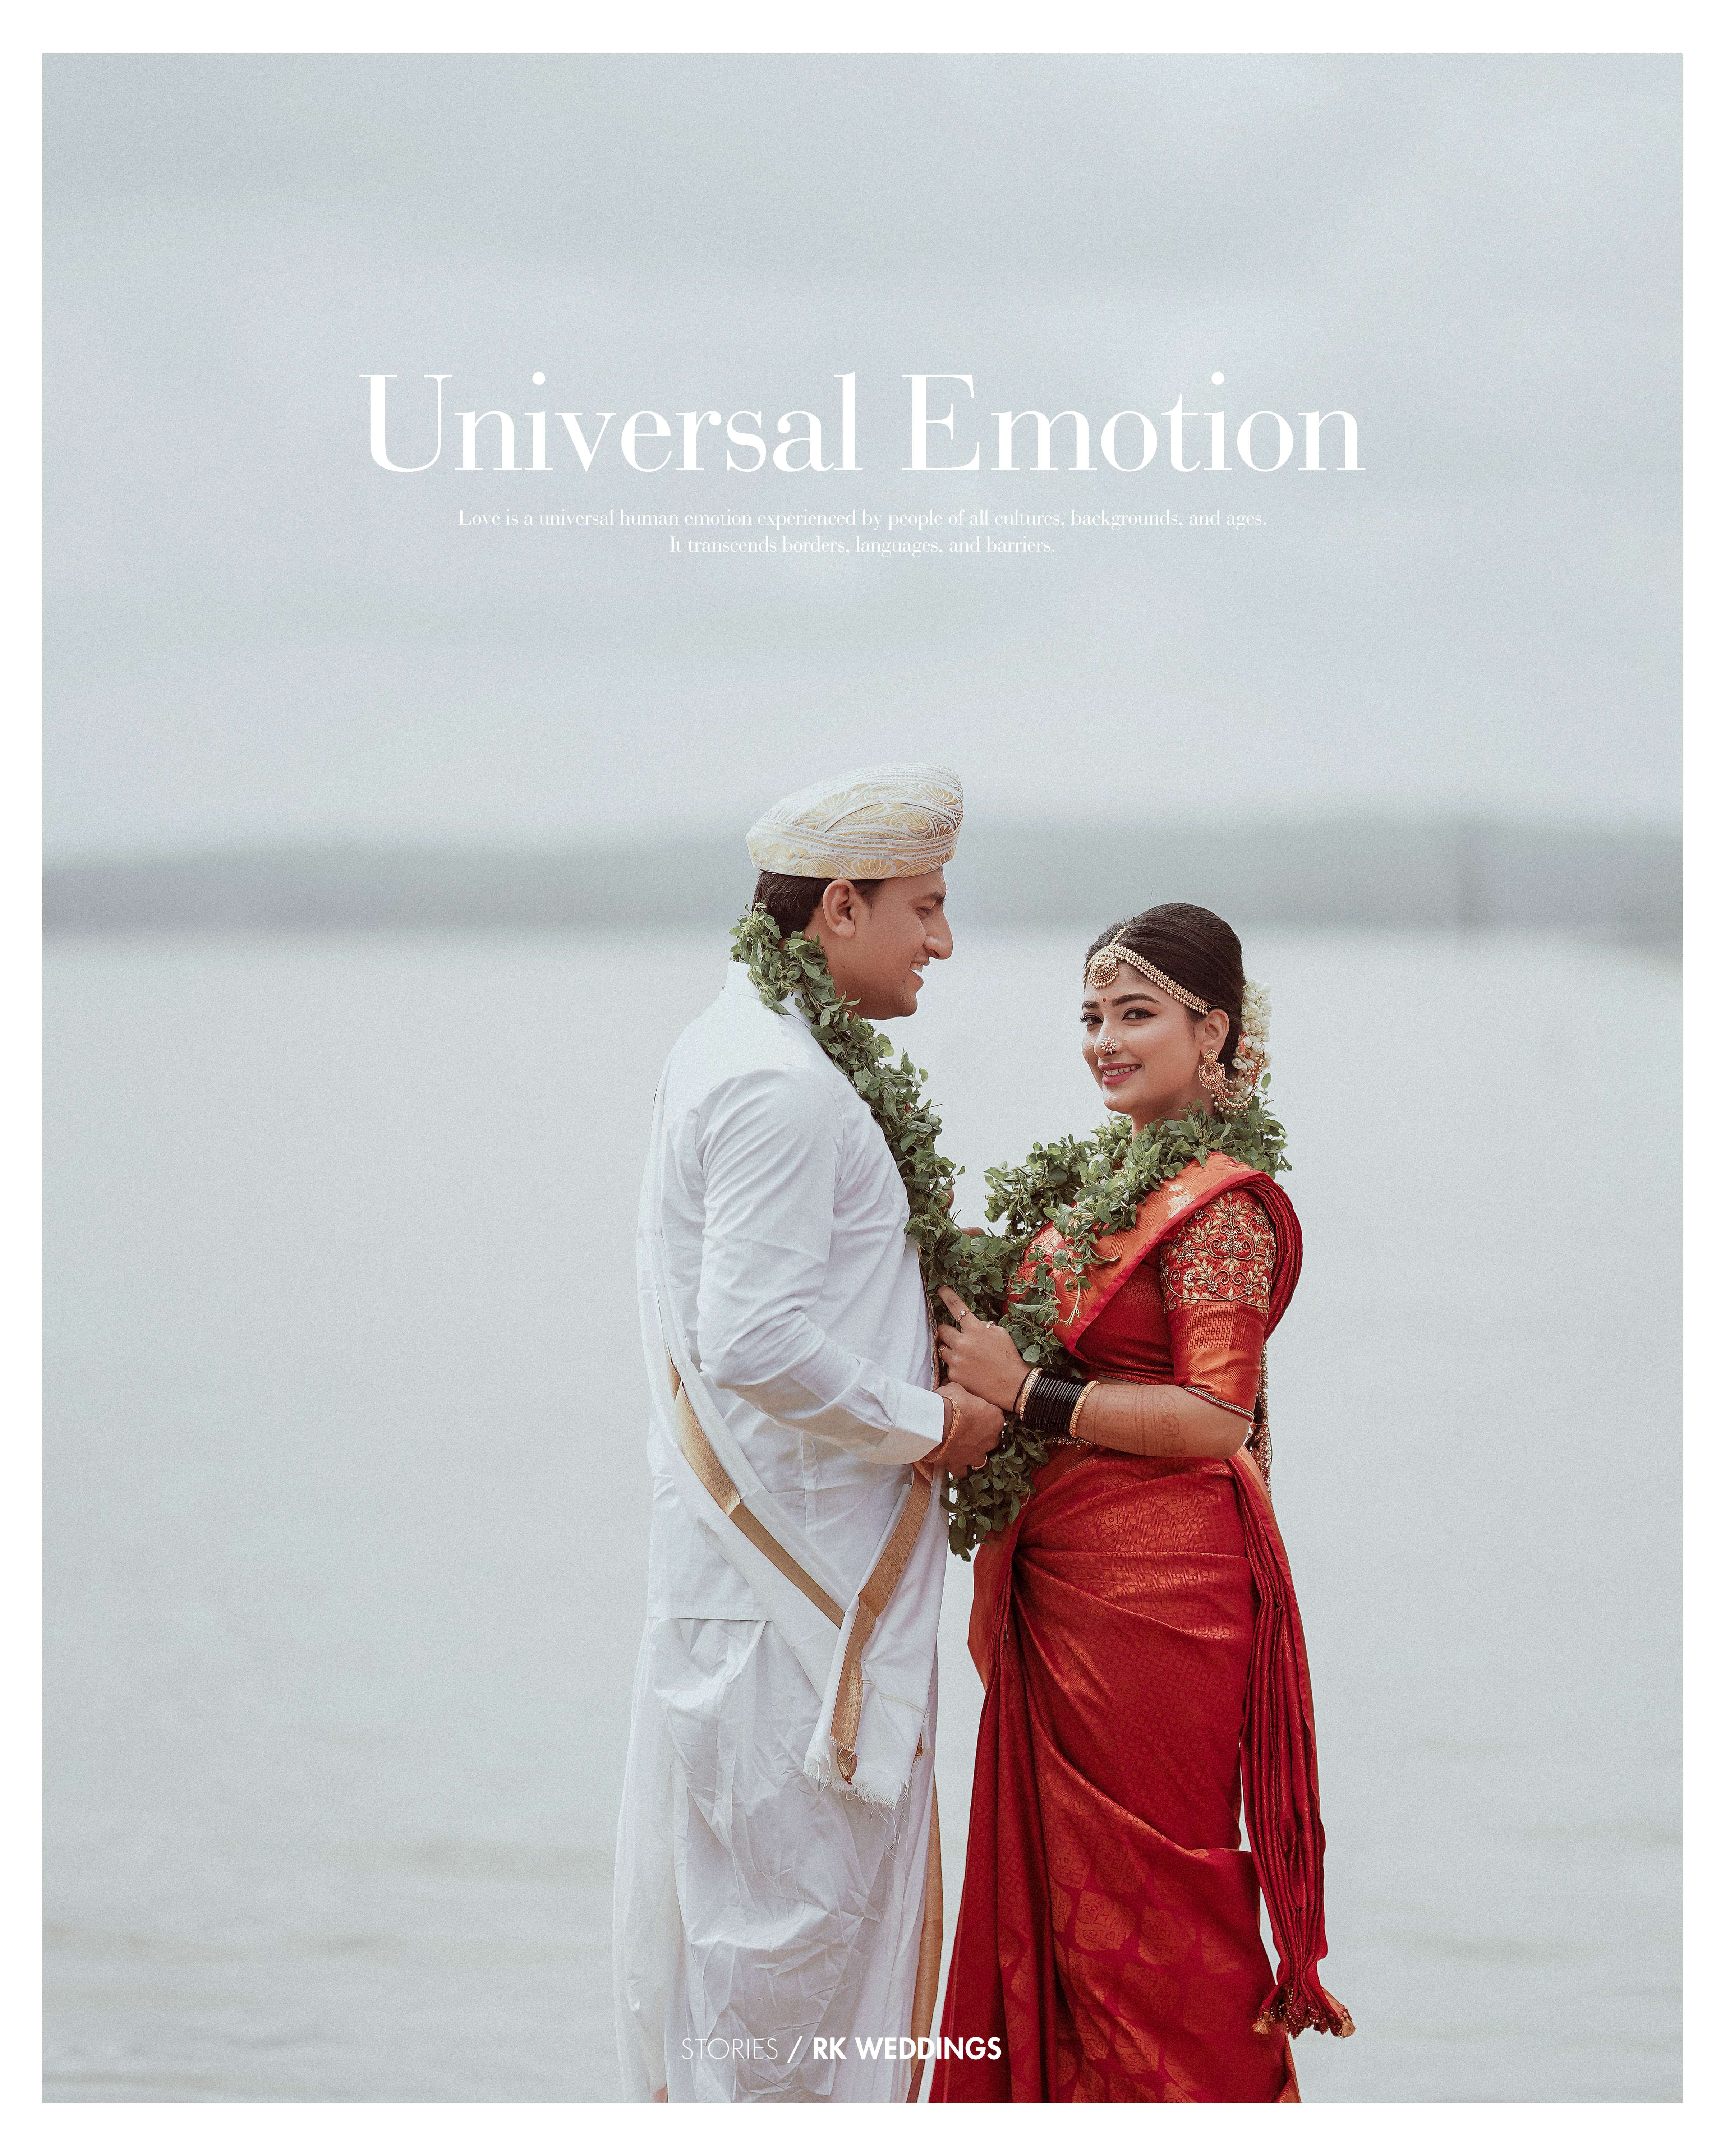 Universal Emotion
Love is a universal human emotion experienced by people of all cultures, backgrounds, and ages.
It transcends borders, languages, and barriers.
STORIES / RK WEDDINGS